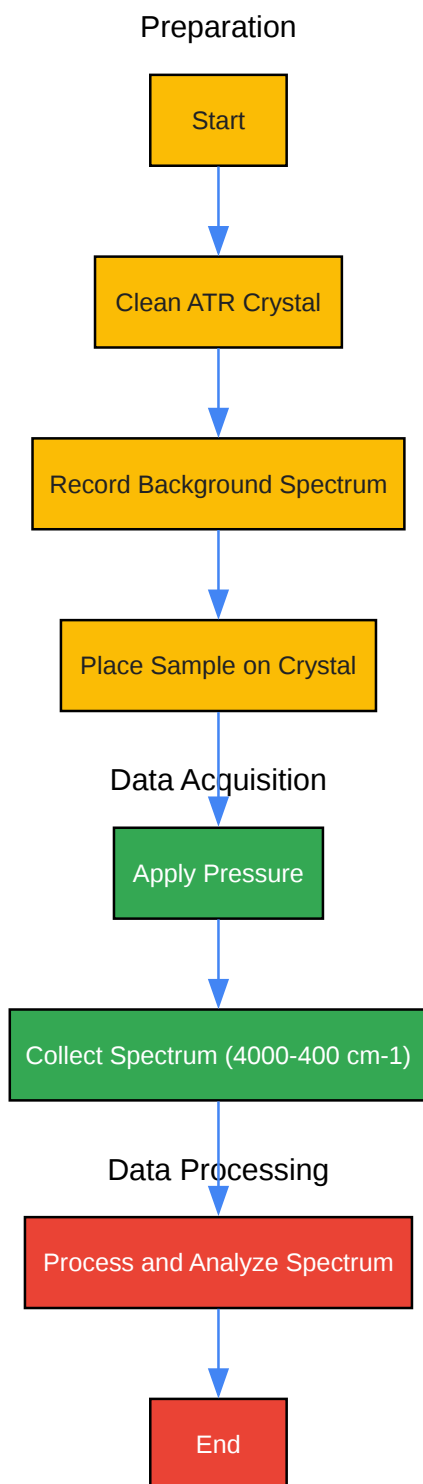 Preparation
Start
Clean ATR Crystal
Record Background Spectrum
Place Sample on Crystal
Data Acquisition
Apply Pressure
Collect Spectrum (4000-400 cm-1)
Data Processing
Process and Analyze Spectrum
End